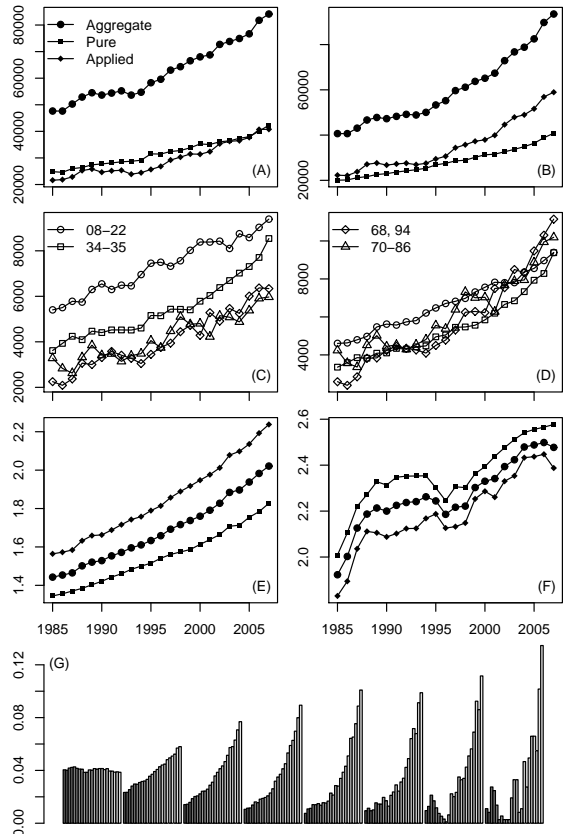 Aggregate
Pure
Applied
20000 40000 60000 80000
(A)
20000 60000
(B)
08−22
34−35
2000 4000 6000 8000
(C)
68, 94
70−86
4000 8000
(D)
1.4 1.6 1.8 2.0 2.2
(E)
2.0 2.2 2.4 2.6
(F)
1985 1990 1995 2000 2005
1985 1990 1995 2000 2005
(G)
0.00 0.04 0.08 0.12